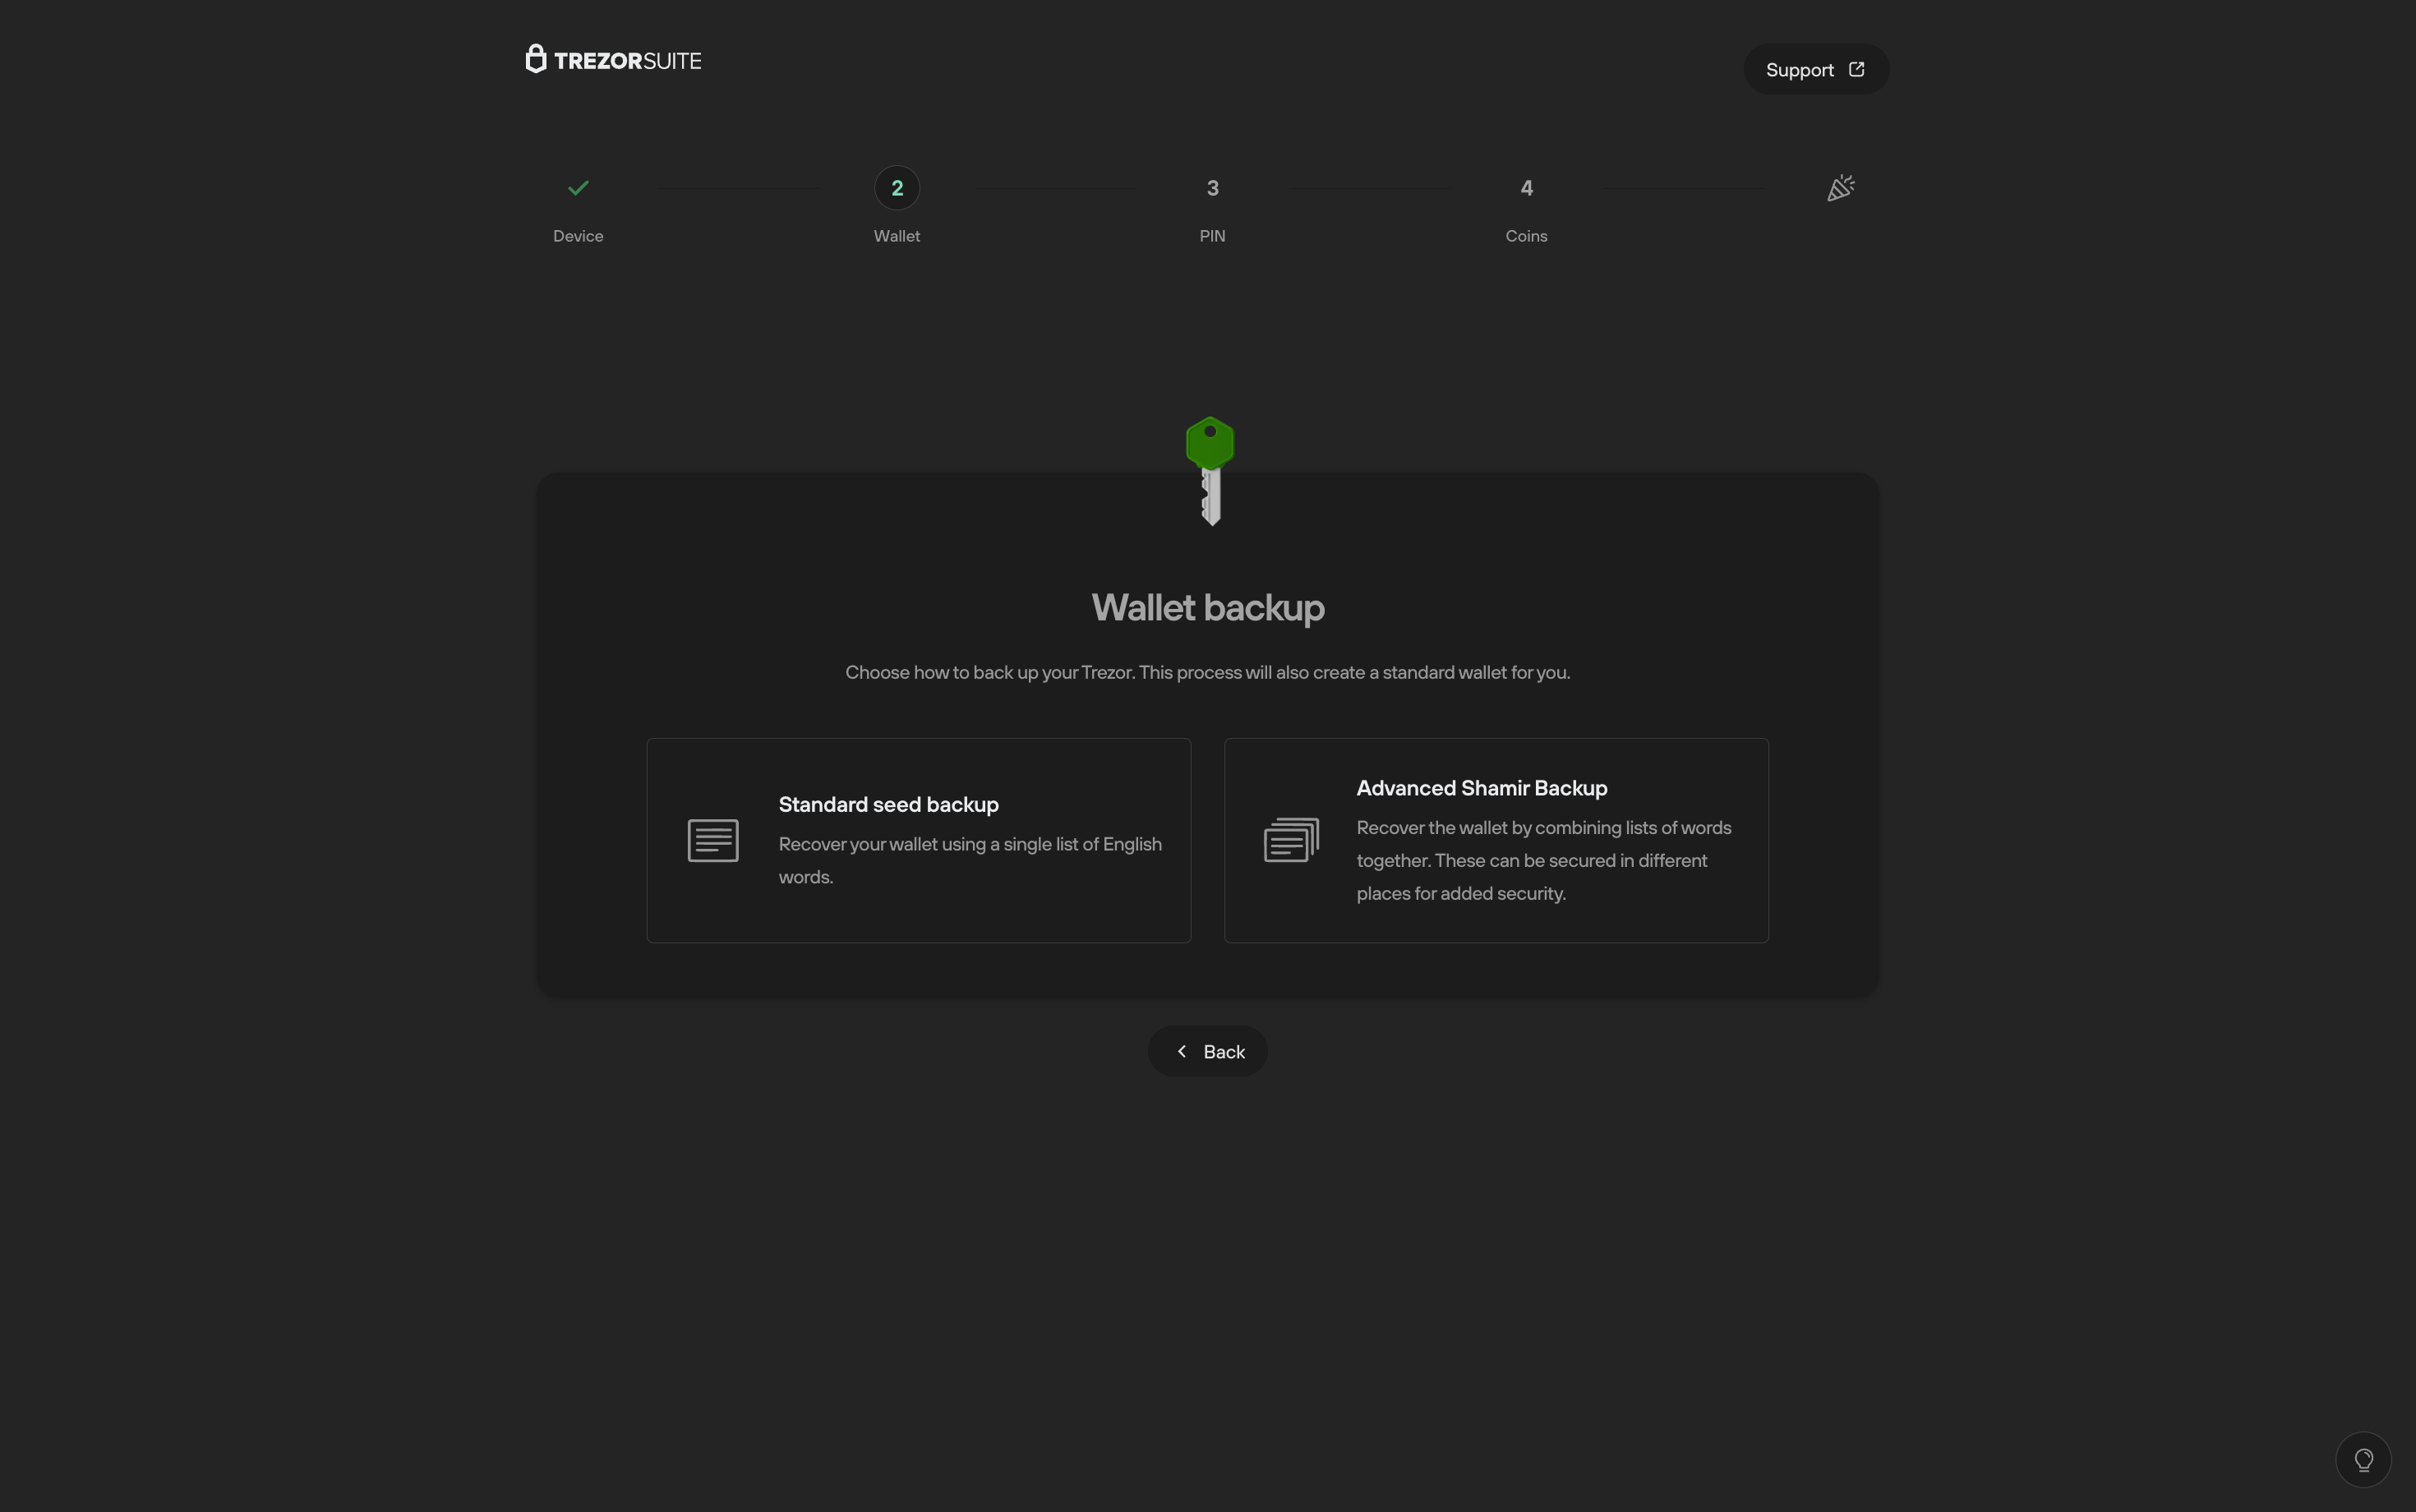 TREZORSUITE
Support
2
3
4
Device
Wallet
PIN
Coins
Wallet backup
Choose how to back up your Trezor. This process will also create a standard wallet for you.
Standard seed backup
Recover your wallet using a single list of English
words.
Advanced Shamir Backup
Recover the wallet by combining lists of words
together. These can be secured in different
places for added security.
Back